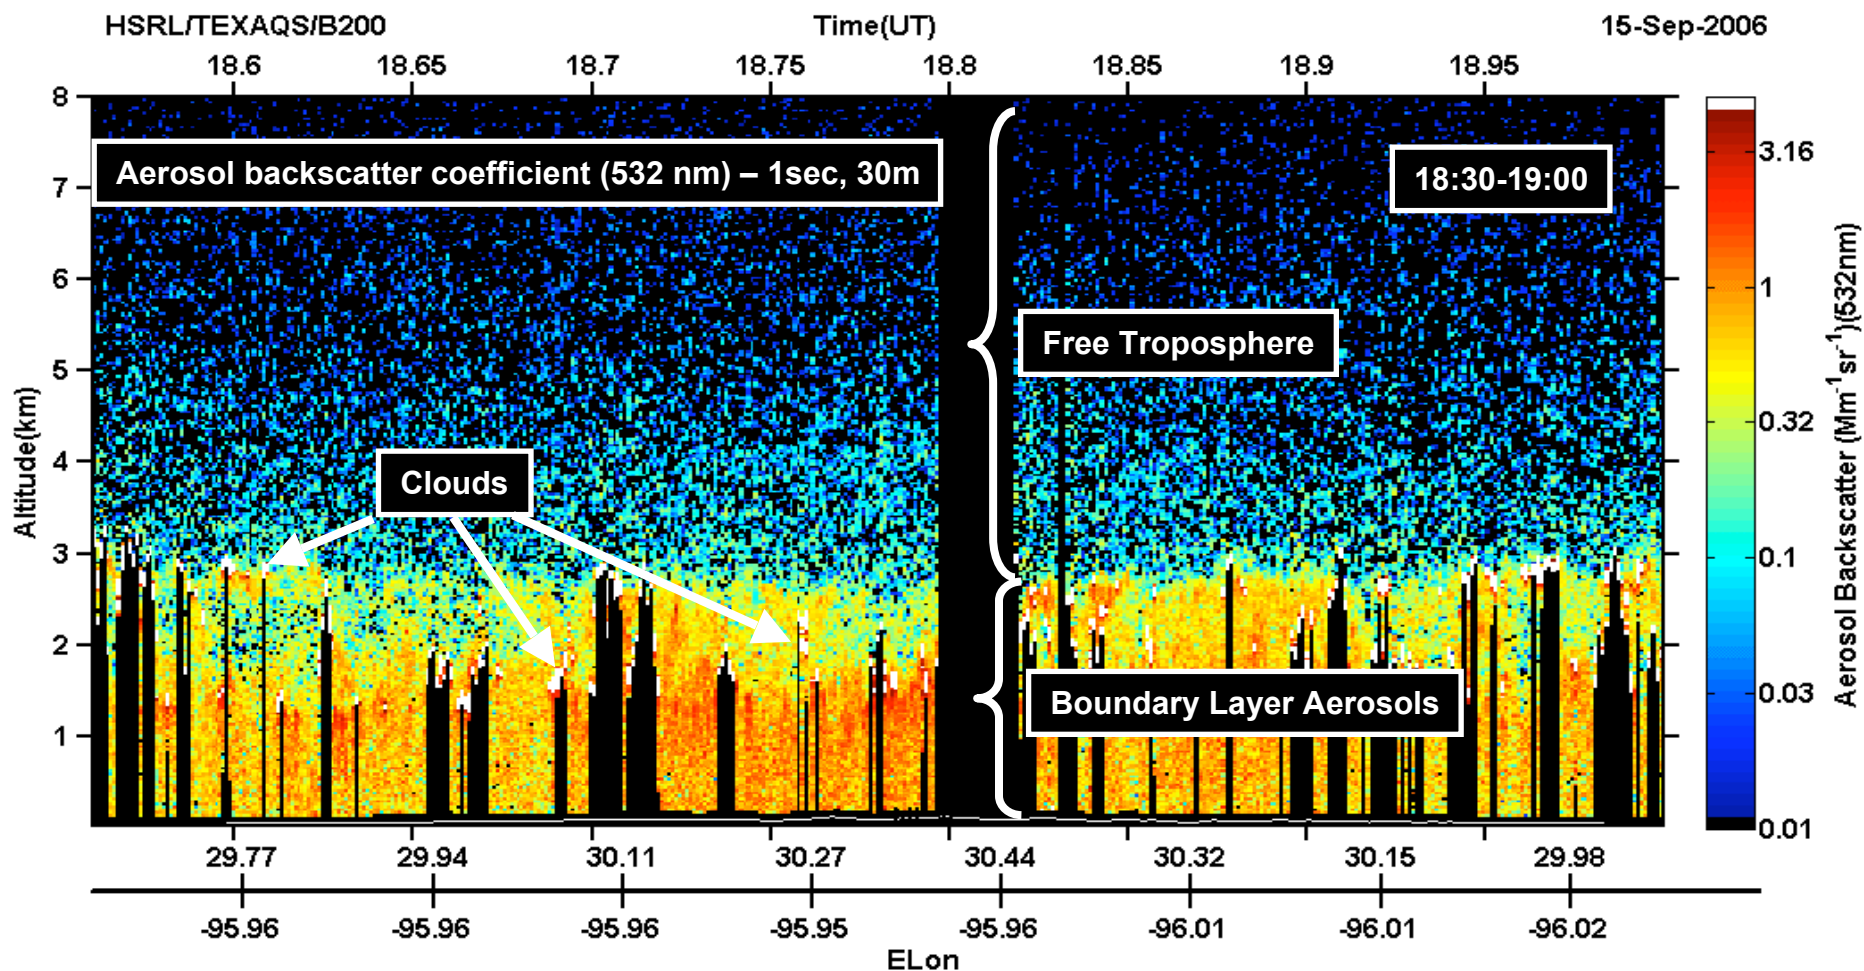 HSRL/TEXAQS/B200 Time(UT) 15-Sep-2006
18.6 18.65 18.7 18.75 18.8 18.85 18.9 18.95
8
7
6
5
4
3
2
1
Altitude(km)
Aerosol backscatter coefficient (532 nm) – 1sec, 30m
18:30-19:00
Free Troposphere
Clouds
Boundary Layer Aerosols
3.16
1
0.32
0.1
0.03
0.01
Aerosol Backscatter (Mm⁻¹sr⁻¹)(532nm)
29.77 29.94 30.11 30.27 30.44 30.32 30.15 29.98
-95.96 -95.96 -95.96 -95.95 -95.96 -96.01 -96.01 -96.02
ELon